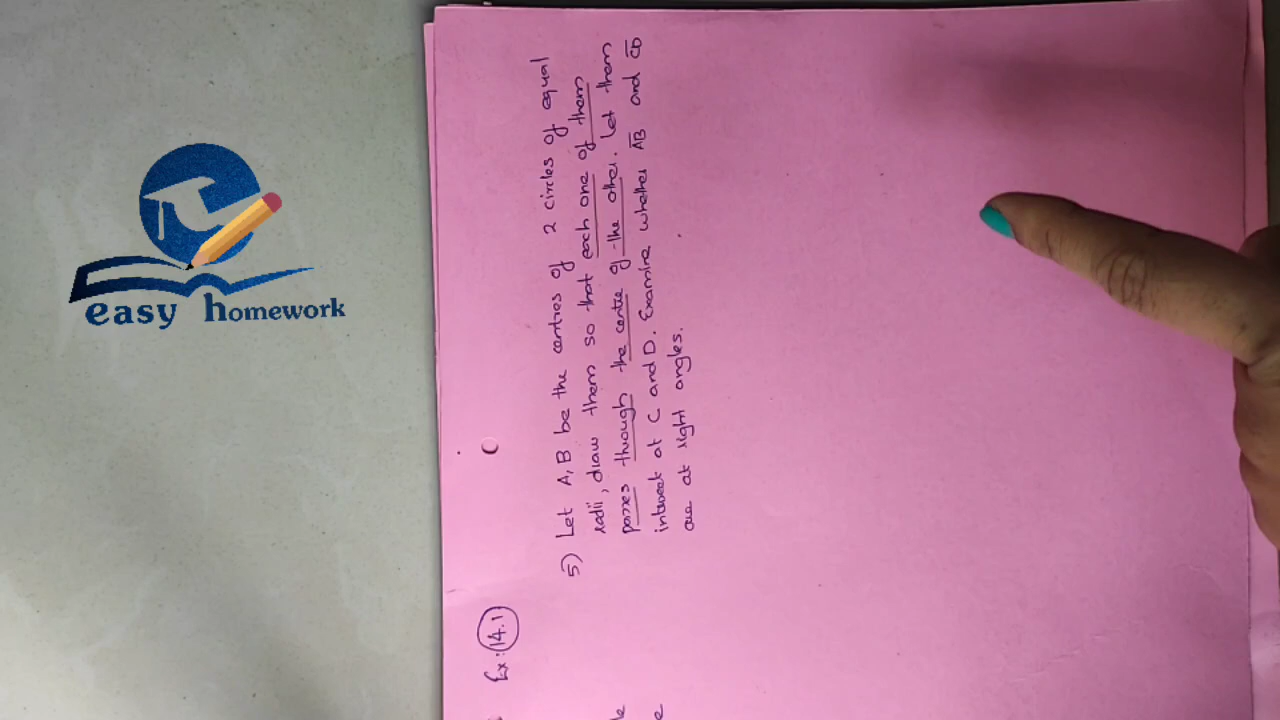 easy homework
Ex: 14.1
5) Let A, B be the centres of 2 circles of equal
radii, draw them so that each one of them
passes through the centre of the other. Let them
intersect at C and D. Examine whether AB and CD
are at right angles.